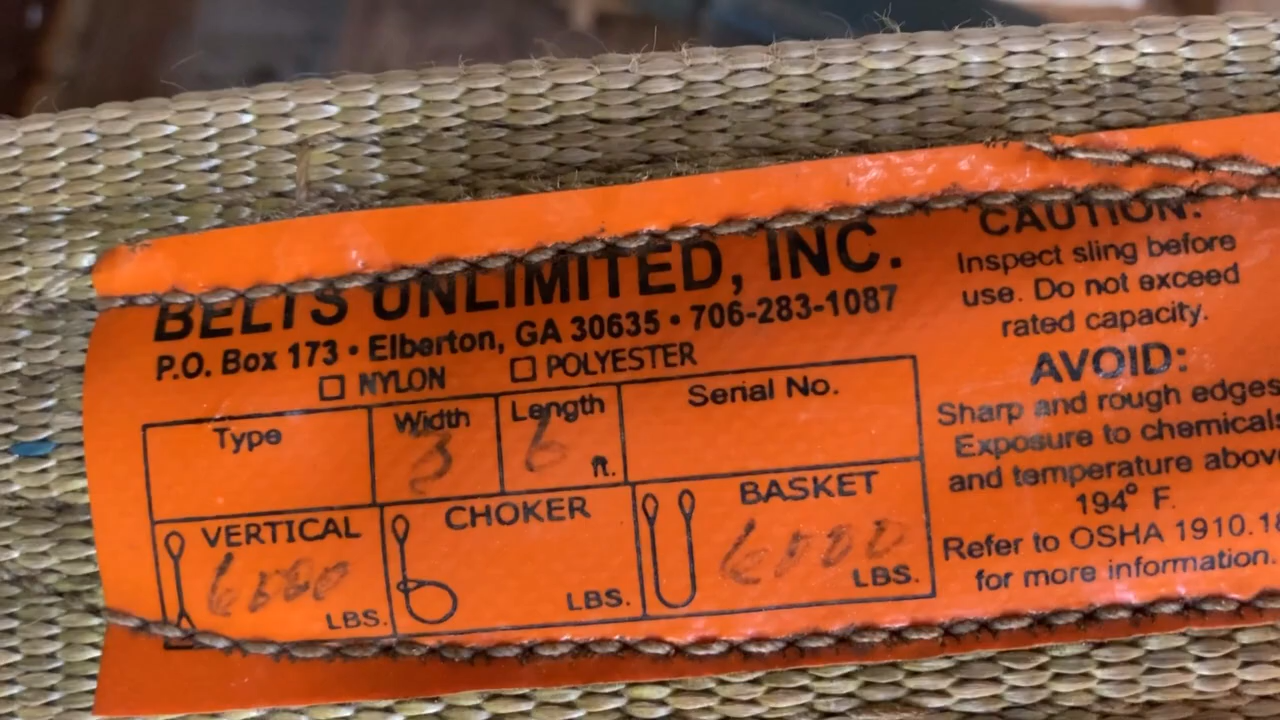 BELTS UNLIMITED, INC.
P.O. Box 173 • Elberton, GA 30635 • 706-283-1087
☐ NYLON ☐ POLYESTER
Type
Width
3
Length
6
ft.
Serial No.
VERTICAL
6000
LBS.
CHOKER
LBS.
BASKET
6000
LBS.
CAUTION:
Inspect sling before
use. Do not exceed
rated capacity.
AVOID:
Sharp and rough edges
Exposure to chemicals
and temperature above
194° F.
Refer to OSHA 1910.1
for more information.